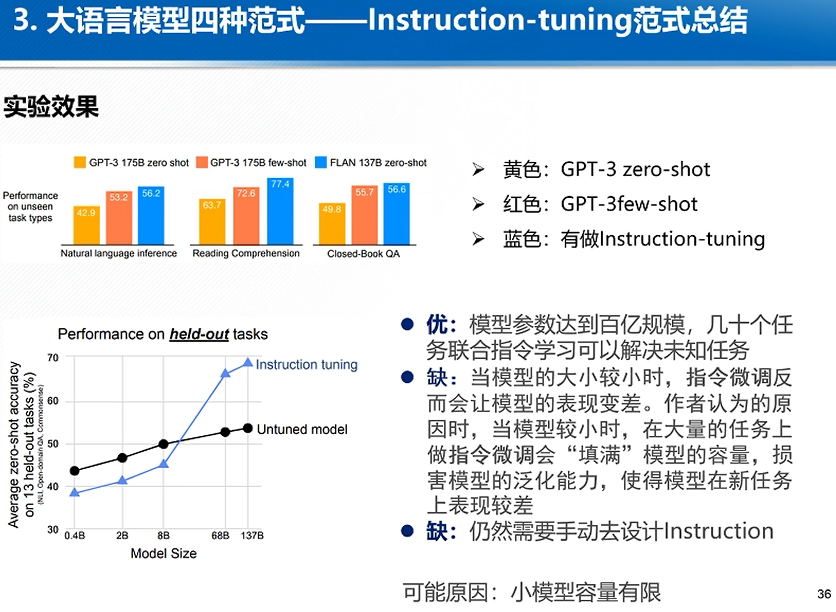 3. 大语言模型四种范式——Instruction-tuning范式总结
实验效果
GPT-3 175B zero shot GPT-3 175B few-shot FLAN 137B zero-shot
Performance
on unseen
task types
42.9 53.2 56.2
63.7 72.6 77.4
49.8 55.7 56.6
Natural language inference Reading Comprehension Closed-Book QA
➢ 黄色：GPT-3 zero-shot
➢ 红色：GPT-3few-shot
➢ 蓝色：有做Instruction-tuning
Performance on held-out tasks
Average zero-shot accuracy
on 13 held-out tasks (%)
(NLI, Open-domain QA, Commonsense)
70
60
50
40
30
Instruction tuning
Untuned model
0.4B 2B 8B 68B 137B
Model Size
● 优：模型参数达到百亿规模，几十个任
务联合指令学习可以解决未知任务
● 缺：当模型的大小较小时，指令微调反
而会让模型的表现变差。作者认为的原
因时，当模型较小时，在大量的任务上
做指令微调会“填满”模型的容量，损
害模型的泛化能力，使得模型在新任务
上表现较差
● 缺：仍然需要手动去设计Instruction
可能原因：小模型容量有限
36